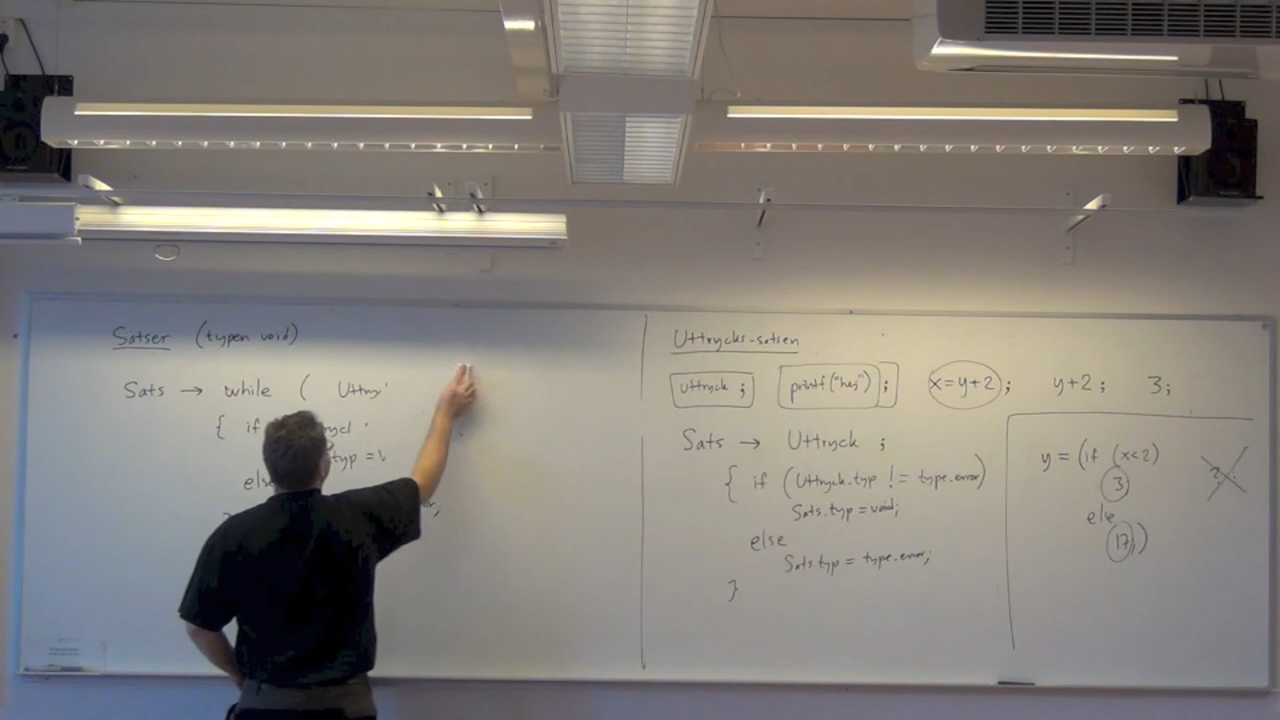 Satser (typen void)
Sats → while ( Uttry
{ if
typ =
else
Uttrycks-satsen
uttryck ; printf("hej") ; x=y+2 ; y+2 ; 3;
Sats → Uttryck ;
{ if (Uttryck.typ != type_error)
Sats.typ = void;
else
Sats.typ = type_error;
}
y = (if (x<2)
3
else
17;)